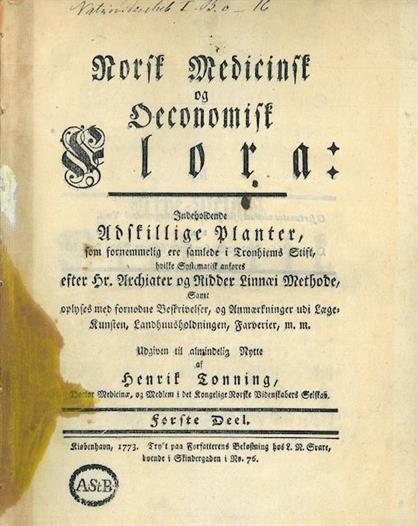 Norsk Medicinsk
og
Oeconomisk
Flora:
Indeholdende
Adskillige Planter,
som fornemmelig ere samlede i Tronhiems Stift,
hvilke Systematisk anføres
efter Hr. Archiater og Ridder Linnæi Methode,
Samt
oplyses med fornødne Beskrivelser, og Anmærkninger udi Læge-
Kunsten, Landhuusholdningen, Farverier, m. m.
Udgiven til almindelig Nytte
af
Henrik Tonning,
Doctor Medicinæ, og Medlem i det Kongelige Norske Videnskabers Selskab.
Første Deel.
Kiøbenhavn, 1773. Trykt paa Forfatterens Bekostning hos L. N. Svare,
boende i Skindergaden i No. 76.
AStB